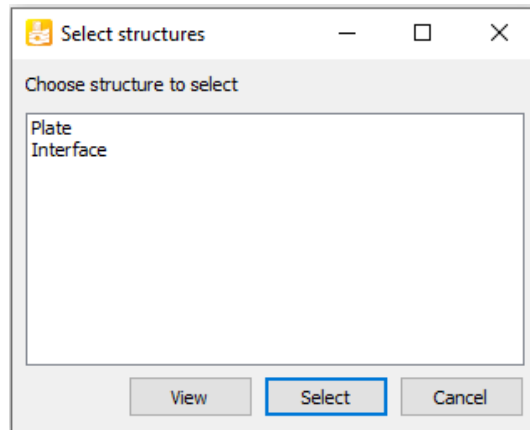 Select structures
Choose structure to select
Plate
Interface
View Select Cancel